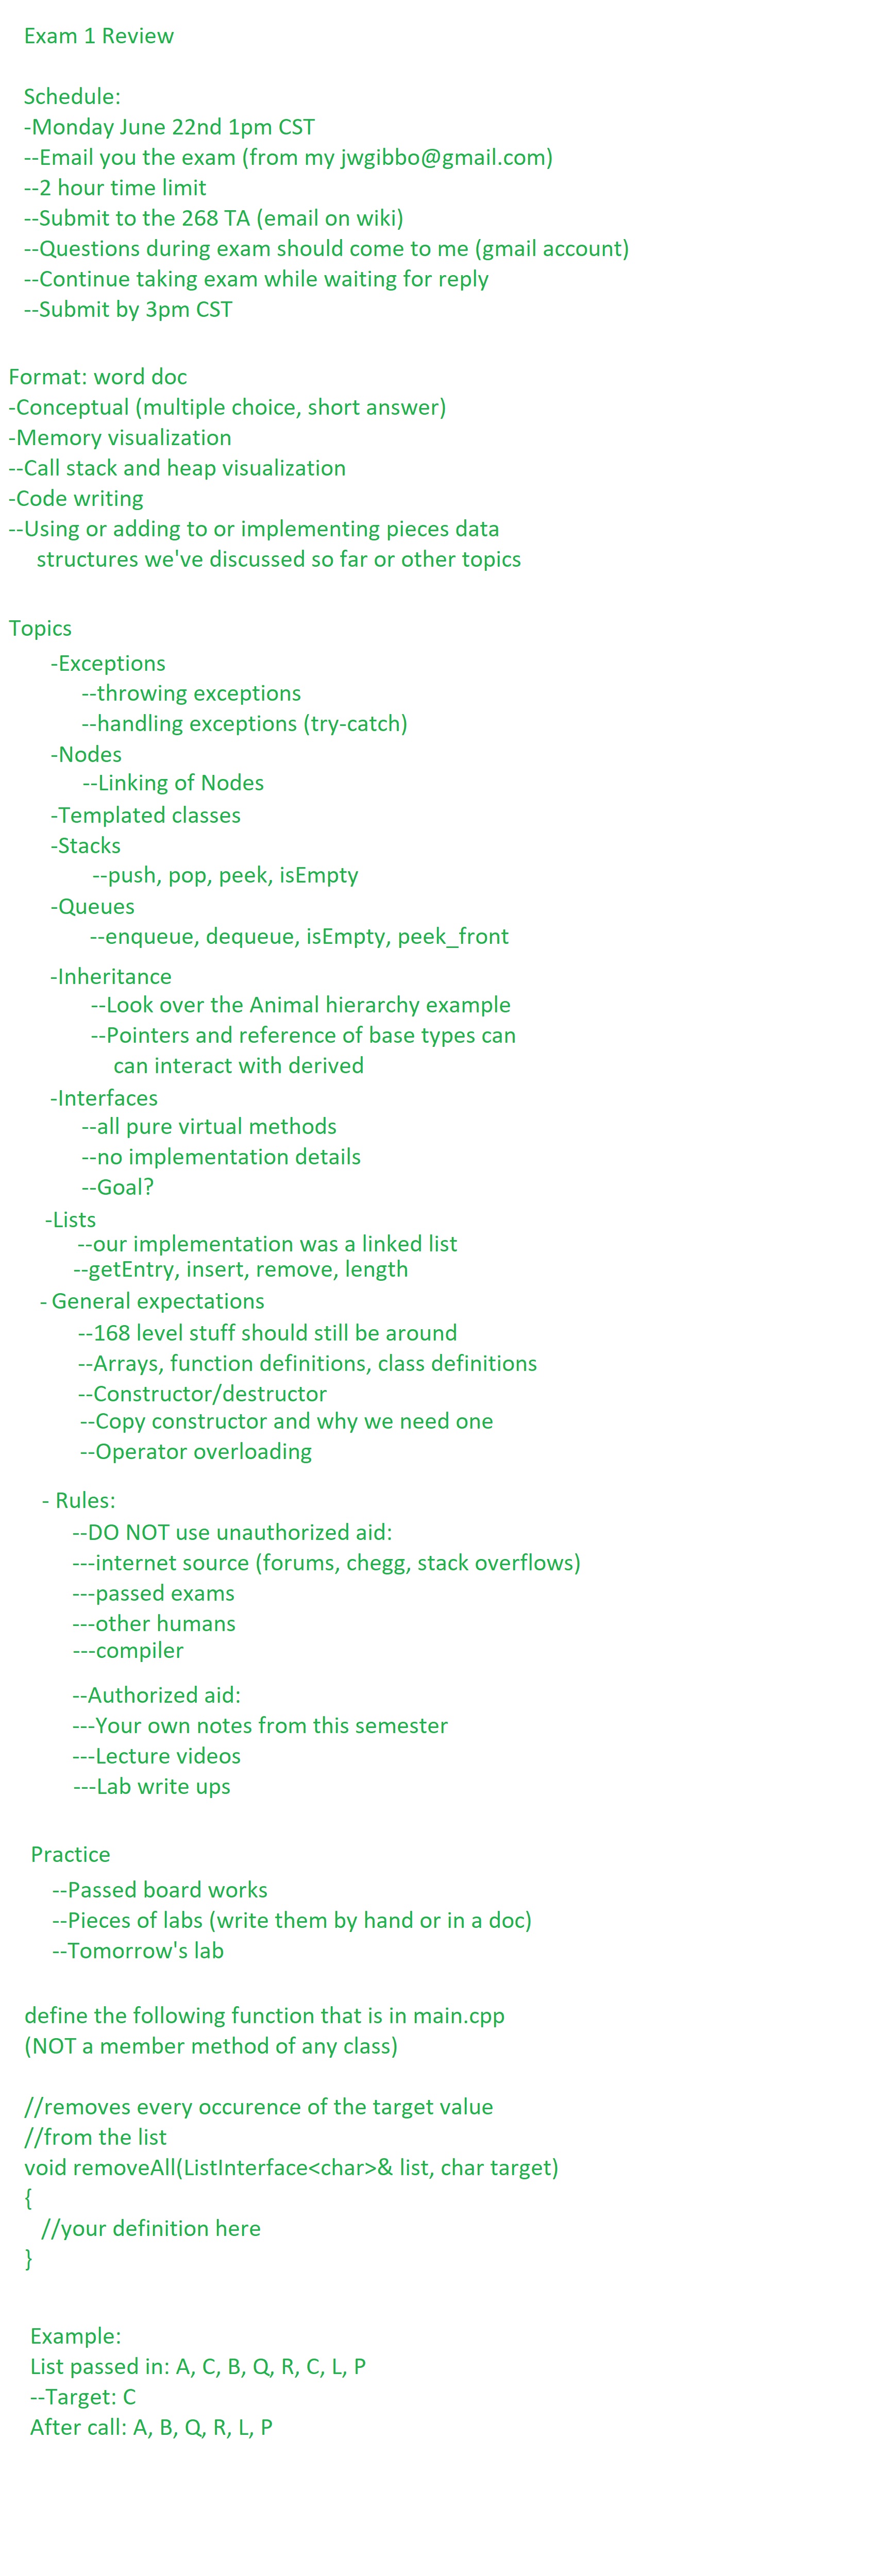 Exam 1 Review
Schedule:
-Monday June 22nd 1pm CST
--Email you the exam (from my jwgibbo@gmail.com)
--2 hour time limit
--Submit to the 268 TA (email on wiki)
--Questions during exam should come to me (gmail account)
--Continue taking exam while waiting for reply
--Submit by 3pm CST
Format: word doc
-Conceptual (multiple choice, short answer)
-Memory visualization
--Call stack and heap visualization
-Code writing
--Using or adding to or implementing pieces data
structures we've discussed so far or other topics
Topics
-Exceptions
--throwing exceptions
--handling exceptions (try-catch)
-Nodes
--Linking of Nodes
-Templated classes
-Stacks
--push, pop, peek, isEmpty
-Queues
--enqueue, dequeue, isEmpty, peek_front
-Inheritance
--Look over the Animal hierarchy example
--Pointers and reference of base types can
can interact with derived
-Interfaces
--all pure virtual methods
--no implementation details
--Goal?
-Lists
--our implementation was a linked list
--getEntry, insert, remove, length
- General expectations
--168 level stuff should still be around
--Arrays, function definitions, class definitions
--Constructor/destructor
--Copy constructor and why we need one
--Operator overloading
- Rules:
--DO NOT use unauthorized aid:
---internet source (forums, chegg, stack overflows)
---passed exams
---other humans
---compiler
--Authorized aid:
---Your own notes from this semester
---Lecture videos
---Lab write ups
Practice
--Passed board works
--Pieces of labs (write them by hand or in a doc)
--Tomorrow's lab
define the following function that is in main.cpp
(NOT a member method of any class)
//removes every occurence of the target value
//from the list
void removeAll(ListInterface<char>& list, char target)
{
//your definition here
}
Example:
List passed in: A, C, B, Q, R, C, L, P
--Target: C
After call: A, B, Q, R, L, P